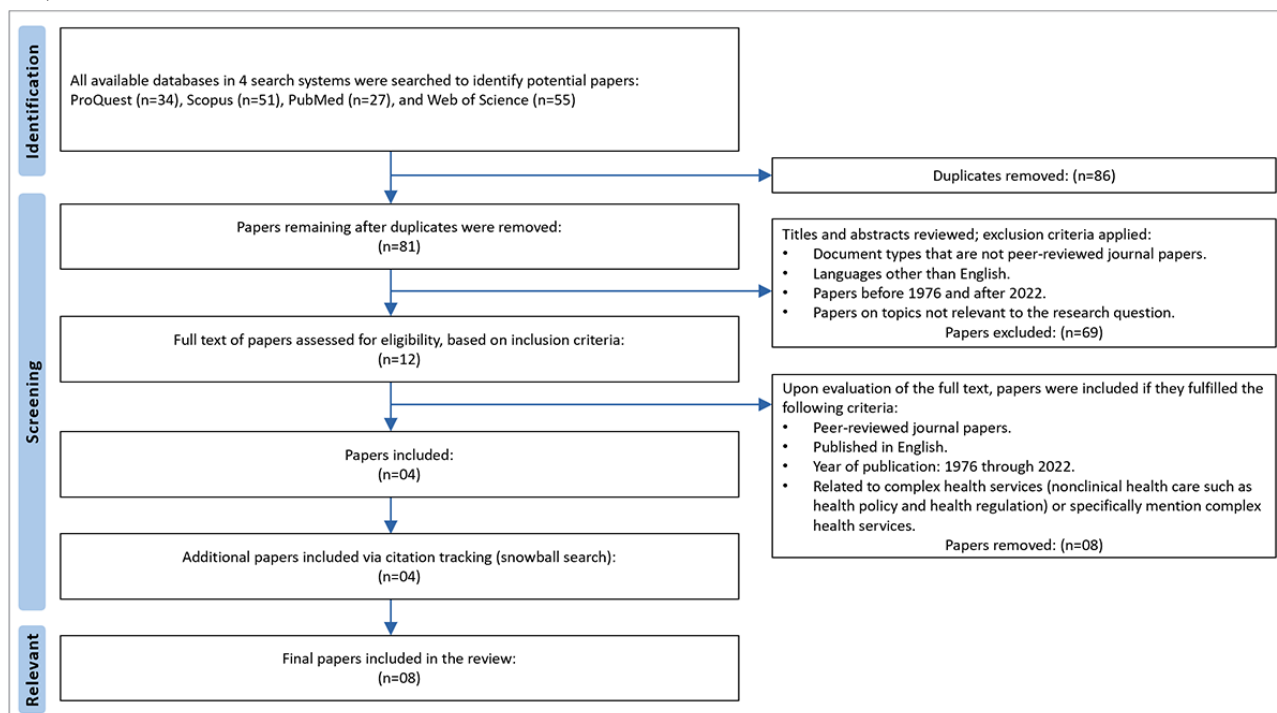 Identification
All available databases in 4 search systems were searched to identify potential papers:
ProQuest (n=34), Scopus (n=51), PubMed (n=27), and Web of Science (n=55)
Duplicates removed: (n=86)
Screening
Papers remaining after duplicates were removed:
(n=81)
Titles and abstracts reviewed; exclusion criteria applied:
• Document types that are not peer-reviewed journal papers.
• Languages other than English.
• Papers before 1976 and after 2022.
• Papers on topics not relevant to the research question.
Papers excluded: (n=69)
Full text of papers assessed for eligibility, based on inclusion criteria:
(n=12)
Upon evaluation of the full text, papers were included if they fulfilled the
following criteria:
• Peer-reviewed journal papers.
• Published in English.
• Year of publication: 1976 through 2022.
• Related to complex health services (nonclinical health care such as
health policy and health regulation) or specifically mention complex
health services.
Papers removed: (n=08)
Papers included:
(n=04)
Additional papers included via citation tracking (snowball search):
(n=04)
Relevant
Final papers included in the review:
(n=08)